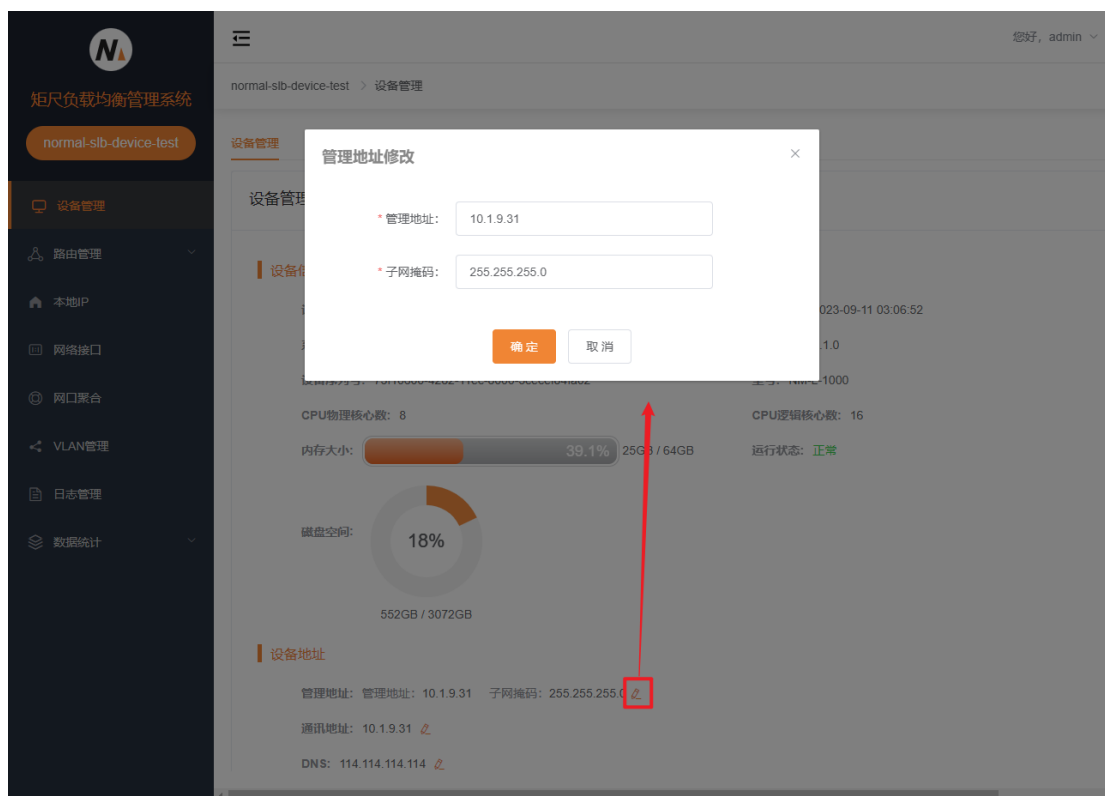 您好，admin
矩尺负载均衡管理系统
normal-slb-device-test
设备管理
路由管理
本地IP
网络接口
网口聚合
VLAN管理
日志管理
数据统计
normal-slb-device-test > 设备管理
设备管理
设备管理
管理地址修改
* 管理地址： 10.1.9.31
* 子网掩码： 255.255.255.0
确定 取消
设备信
023-09-11 03:06:52
.1.0
-1000
CPU物理核心数： 8 CPU逻辑核心数： 16
内存大小： 39.1% 25GB / 64GB 运行状态： 正常
磁盘空间： 18%
552GB / 3072GB
设备地址
管理地址： 管理地址：10.1.9.31 子网掩码：255.255.255.0
通讯地址： 10.1.9.31
DNS： 114.114.114.114